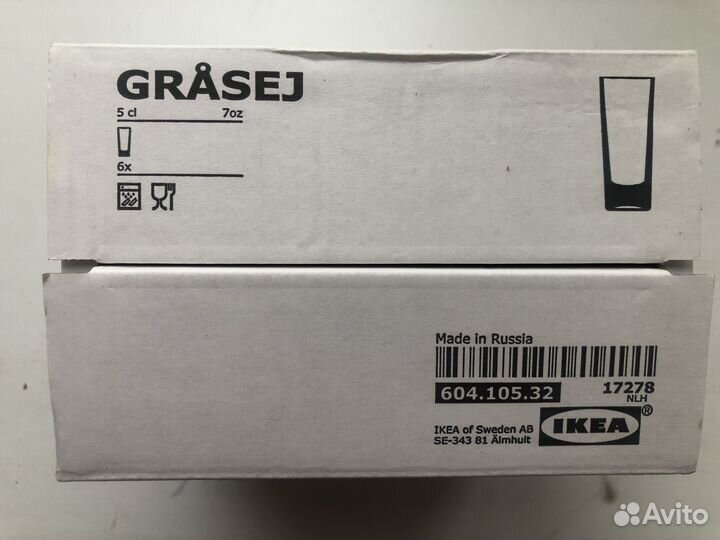 GRÅSEJ
5 cl 7oz
6x
Made in Russia
604.105.32 17278
NLH
IKEA of Sweden AB
SE-343 81 Älmhult
IKEA®
Avito